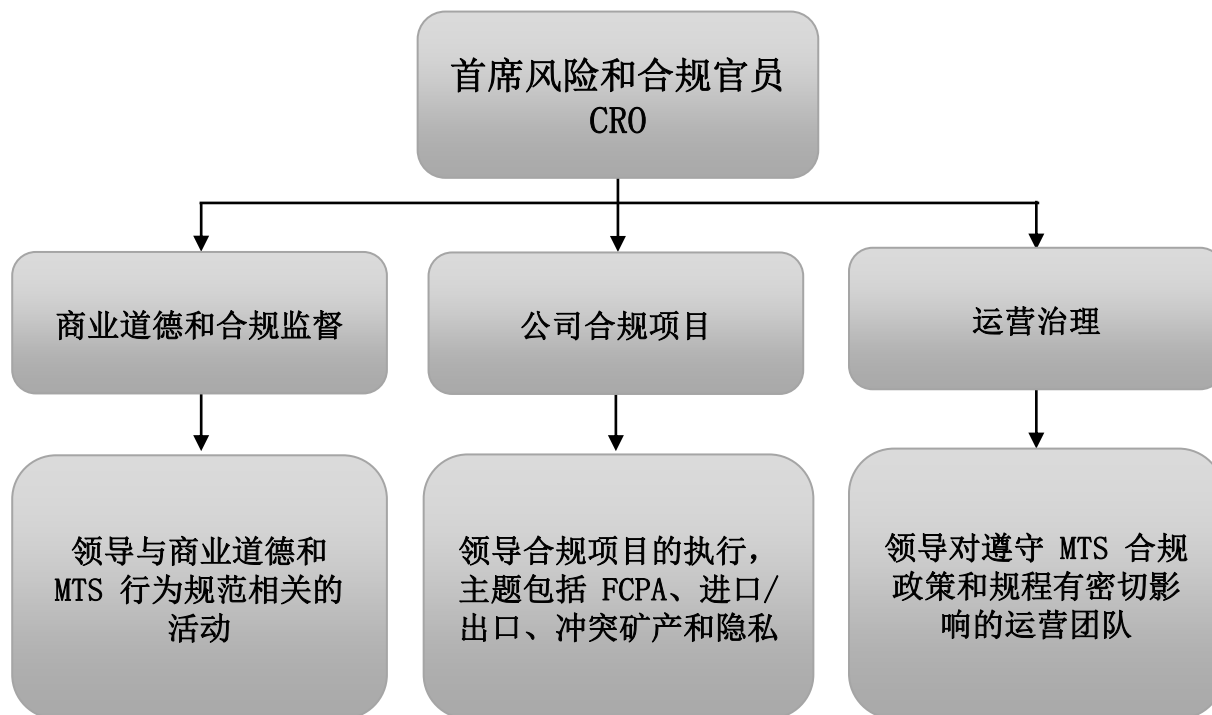 首席风险和合规官员
CRO
商业道德和合规监督
公司合规项目
运营治理
领导与商业道德和
MTS 行为规范相关的
活动
领导合规项目的执行，
主题包括 FCPA、进口/
出口、冲突矿产和隐私
领导对遵守 MTS 合规
政策和规程有密切影
响的运营团队